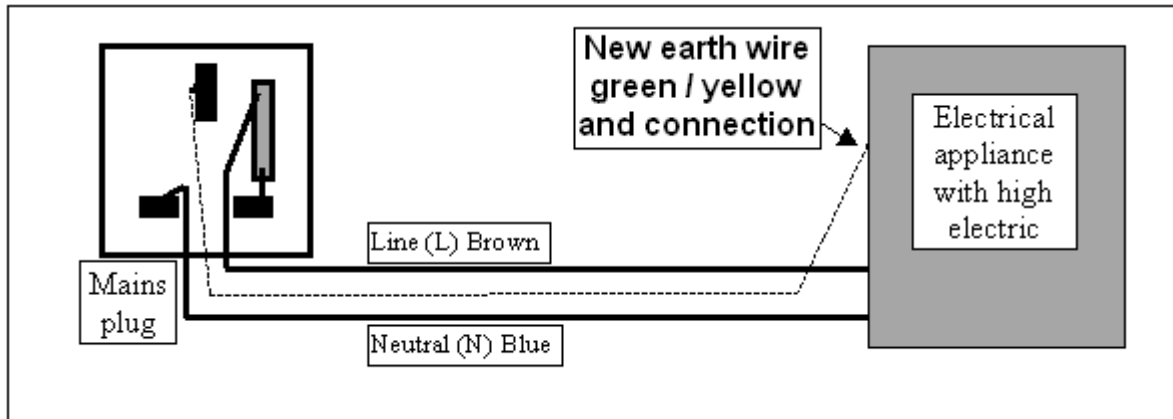 New earth wire
green / yellow
and connection
Electrical
appliance
with high
electric
Line (L) Brown
Mains
plug
Neutral (N) Blue